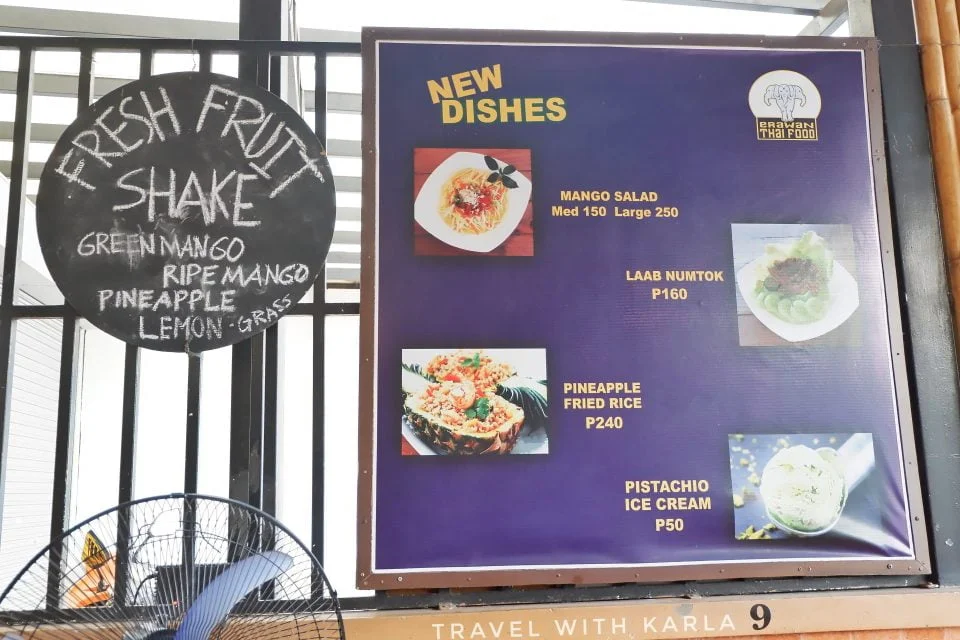 FRESH FRUIT
SHAKE
GREEN MANGO
RIPE MANGO
PINEAPPLE
LEMON-GRASS
NEW
DISHES
ERAWAN
THAI FOOD
MANGO SALAD
Med 150 Large 250
LAAB NUMTOK
P160
PINEAPPLE
FRIED RICE
P240
PISTACHIO
ICE CREAM
P50
TRAVEL WITH KARLA 9